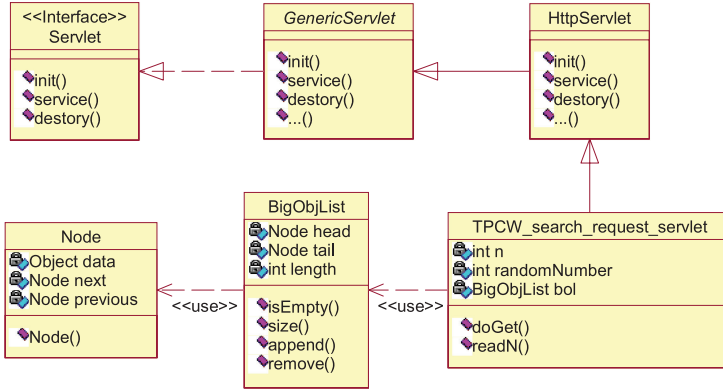 <<Interface>>
Servlet
init()
service()
destory()
GenericServlet
init()
service()
destory()
...()
HttpServlet
init()
service()
destory()
...()
Node
Object data
Node next
Node previous
Node()
<<use>>
BigObjList
Node head
Node tail
int length
isEmpty()
size()
append()
remove()
<<use>>
TPCW_search_request_servlet
int n
int randomNumber
BigObjList bol
doGet()
readN()